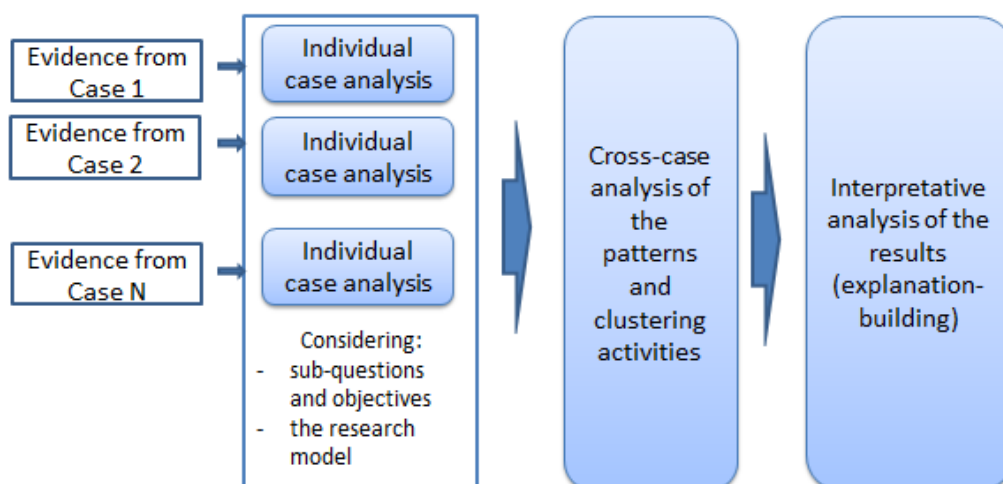 Evidence from
Case 1
Individual
case analysis
Evidence from
Case 2
Individual
case analysis
Evidence from
Case N
Individual
case analysis
Considering:
- sub-questions
and objectives
- the research
model
Cross-case
analysis of
the
patterns
and
clustering
activities
Interpretative
analysis of the
results
(explanation-
building)